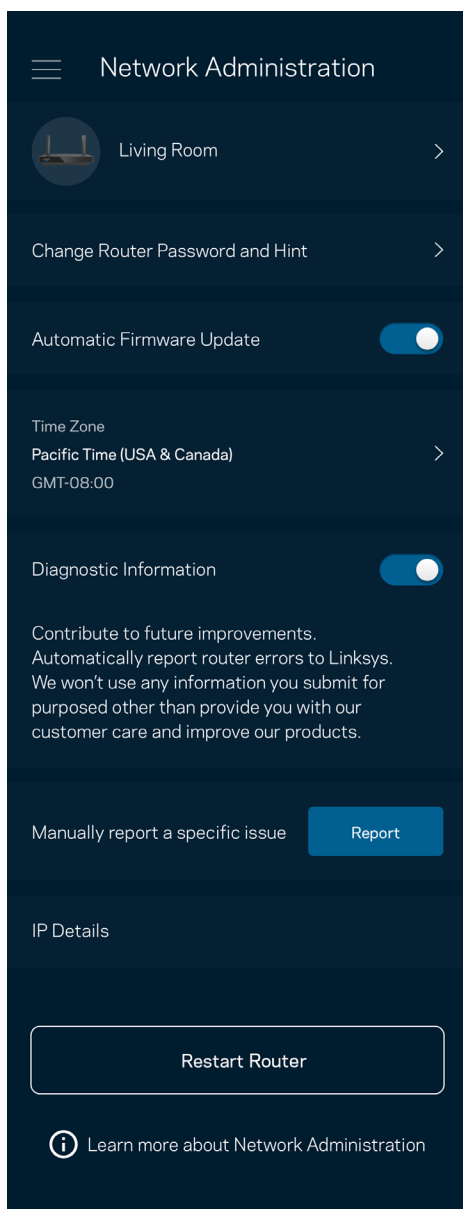 Network Administration
Living Room
Change Router Password and Hint
Automatic Firmware Update
Time Zone
Pacific Time (USA & Canada)
GMT-08:00
Diagnostic Information
Contribute to future improvements.
Automatically report router errors to Linksys.
We won't use any information you submit for
purposed other than provide you with our
customer care and improve our products.
Manually report a specific issue
Report
IP Details
Restart Router
Learn more about Network Administration